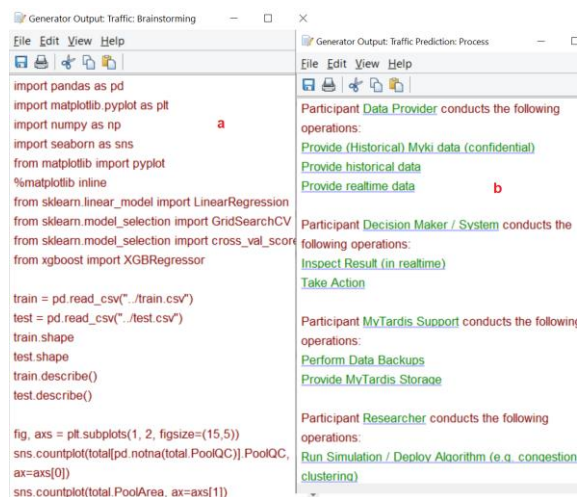 Generator Output: Traffic: Brainstorming
File Edit View Help
import pandas as pd
import matplotlib.pyplot as plt
import numpy as np
a
import seaborn as sns
from matplotlib import pyplot
%matplotlib inline
from sklearn.linear_model import LinearRegression
from sklearn.model_selection import GridSearchCV
from sklearn.model_selection import cross_val_score
from xgboost import XGBRegressor
train = pd.read_csv("../train.csv")
test = pd.read_csv("../test.csv")
train.shape
test.shape
train.describe()
test.describe()
fig, axs = plt.subplots(1, 2, figsize=(15,5))
sns.countplot(total[pd.notna(total.PoolQC)].PoolQC,
ax=axs[0])
sns.countplot(total.PoolArea, ax=axs[1])
Generator Output: Traffic Prediction: Process
File Edit View Help
Participant Data Provider conducts the following
operations:
Provide (Historical) Myki data (confidential)
Provide historical data
Provide realtime data
b
Participant Decision Maker / System conducts the
following operations:
Inspect Result (in realtime)
Take Action
Participant MyTardis Support conducts the following
operations:
Perform Data Backups
Provide MyTardis Storage
Participant Researcher conducts the following
operations:
Run Simulation / Deploy Algorithm (e.g. congestion
clustering)